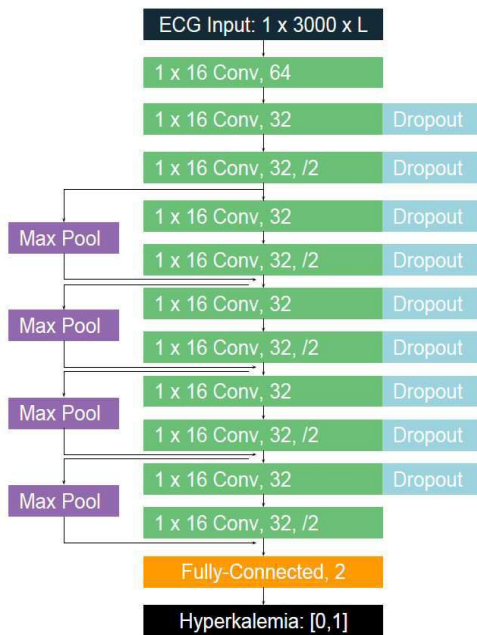 ECG Input: 1 x 3000 x L
1 x 16 Conv, 64
1 x 16 Conv, 32 Dropout
1 x 16 Conv, 32, /2 Dropout
1 x 16 Conv, 32 Dropout
Max Pool
1 x 16 Conv, 32, /2 Dropout
1 x 16 Conv, 32 Dropout
Max Pool
1 x 16 Conv, 32, /2 Dropout
1 x 16 Conv, 32 Dropout
Max Pool
1 x 16 Conv, 32, /2 Dropout
1 x 16 Conv, 32 Dropout
Max Pool
1 x 16 Conv, 32, /2
Fully-Connected, 2
Hyperkalemia: [0,1]